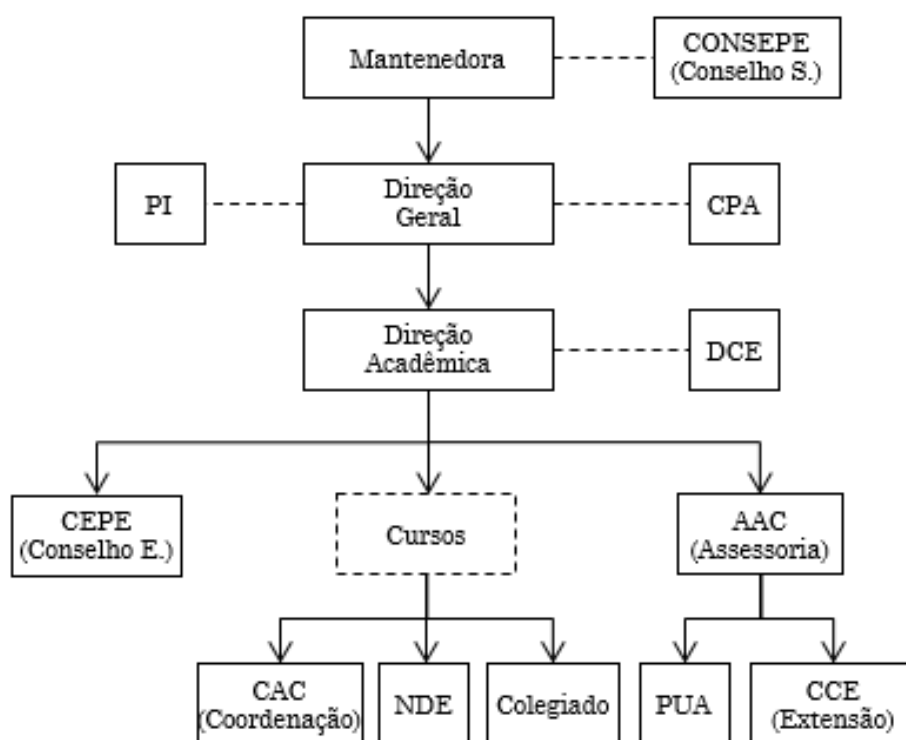 Mantenedora
CONSEPE
(Conselho S.)
PI
Direção
Geral
CPA
Direção
Acadêmica
DCE
CEPE
(Conselho E.)
Cursos
AAC
(Assessoria)
CAC
(Coordenação)
NDE
Colegiado
PUA
CCE
(Extensão)